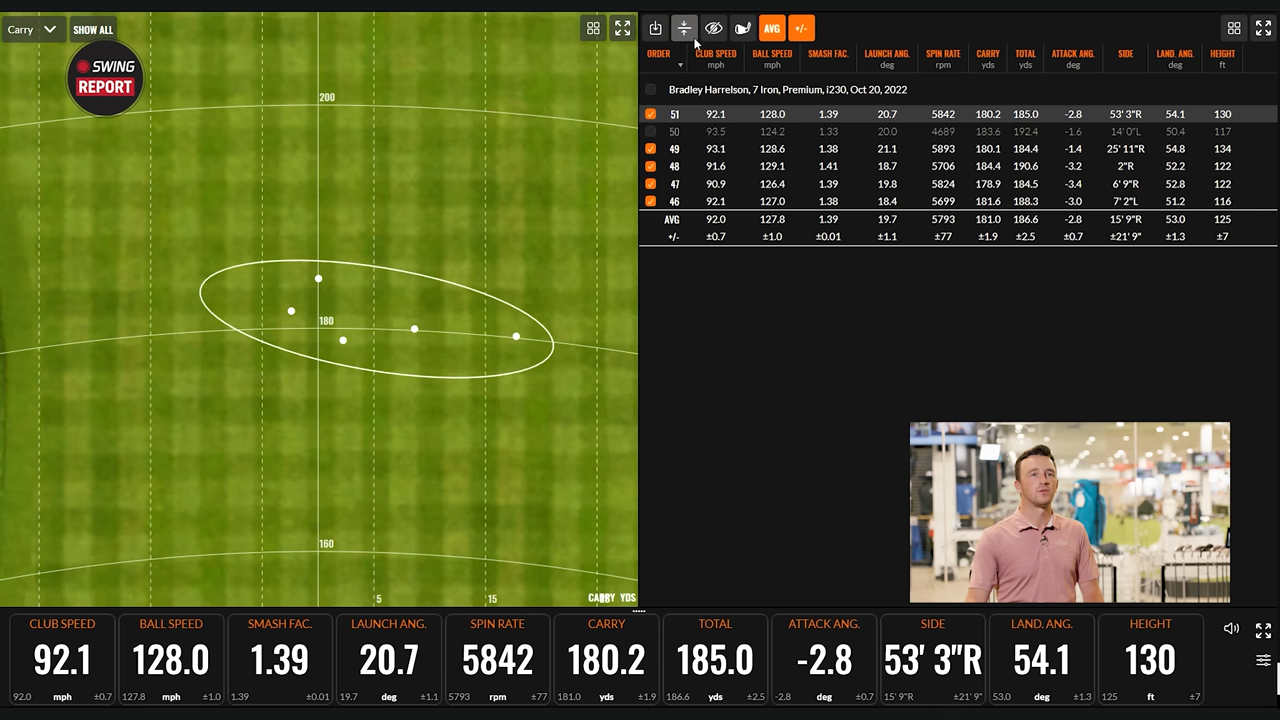 Carry
SHOW ALL
SWING
REPORT
200
180
160
5
15
CARRY YDS
AVG
+/-
ORDER CLUB SPEED BALL SPEED SMASH FAC. LAUNCH ANG. SPIN RATE CARRY TOTAL ATTACK ANG. SIDE LAND. ANG. HEIGHT
mph mph deg rpm yds yds deg deg ft
Bradley Harrelson, 7 Iron, Premium, i230, Oct 20, 2022
51 92.1 128.0 1.39 20.7 5842 180.2 185.0 -2.8 53' 3"R 54.1 130
50 93.5 124.2 1.33 20.0 4689 183.6 192.4 -1.6 14' 0"L 50.4 117
49 93.1 128.6 1.38 21.1 5893 180.1 184.4 -1.4 25' 11"R 54.8 134
48 91.6 129.1 1.41 18.7 5706 184.4 190.6 -3.2 2"R 52.2 122
47 90.9 126.4 1.39 19.8 5824 178.9 184.5 -3.4 6' 9"R 52.8 122
46 92.1 127.0 1.38 18.4 5699 181.6 188.3 -3.0 7' 2"L 51.2 116
AVG 92.0 127.8 1.39 19.7 5793 181.0 186.6 -2.8 15' 9"R 53.0 125
+/- ±0.7 ±1.0 ±0.01 ±1.1 ±77 ±1.9 ±2.5 ±0.7 ±21' 9" ±1.3 ±7
CLUB SPEED BALL SPEED SMASH FAC. LAUNCH ANG. SPIN RATE CARRY TOTAL ATTACK ANG. SIDE LAND. ANG. HEIGHT
92.1 128.0 1.39 20.7 5842 180.2 185.0 -2.8 53' 3"R 54.1 130
92.0 mph ±0.7 127.8 mph ±1.0 1.39 ±0.01 19.7 deg ±1.1 5793 rpm ±77 181.0 yds ±1.9 186.6 yds ±2.5 -2.8 deg ±0.7 15' 9"R ±21' 9" 53.0 deg ±1.3 125 ft ±7